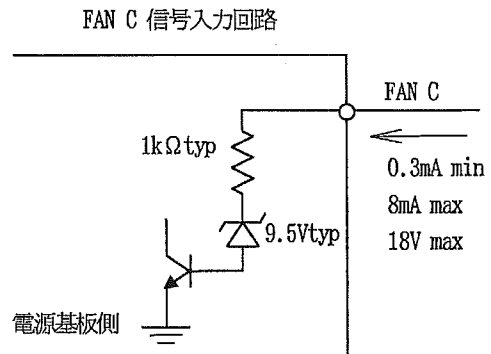 FAN C 信号入力回路
FAN C
1kΩtyp
0.3mA min
8mA max
9.5Vtyp
18V max
電源基板側